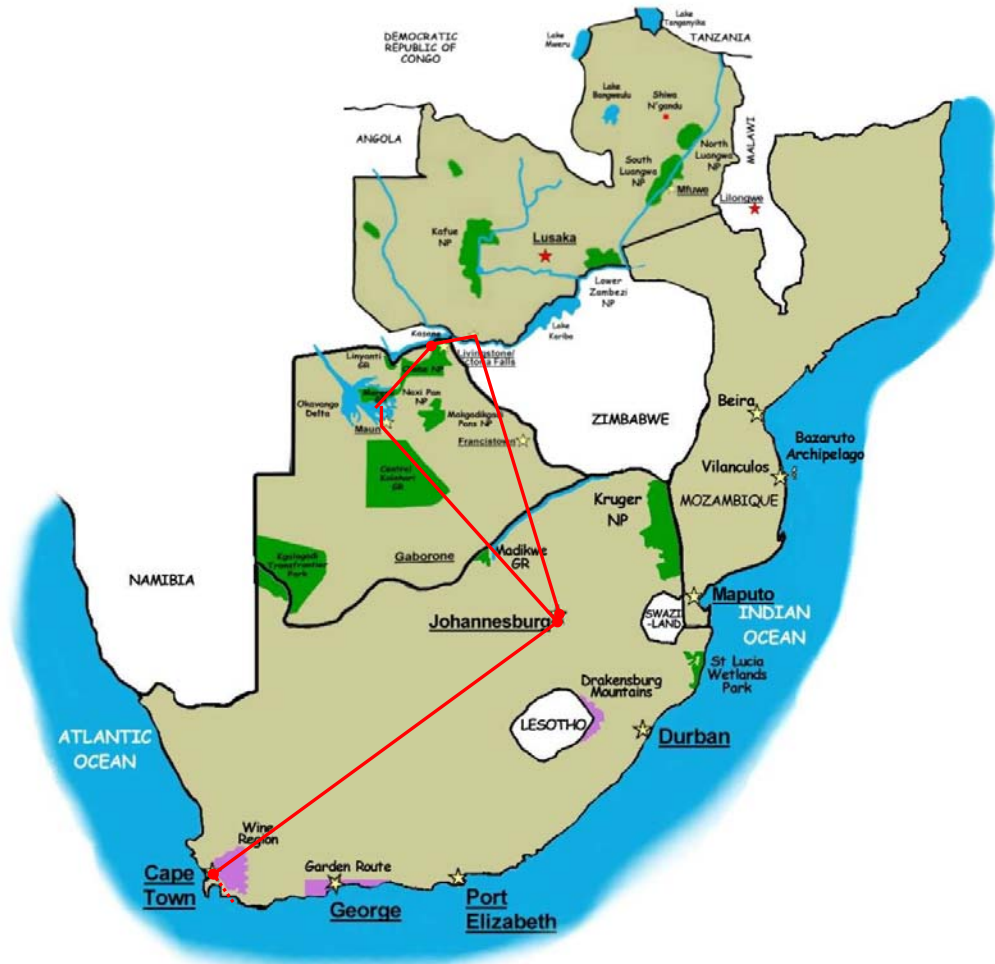 Lake
Tanganyika
Lake
Mweru
TANZANIA
DEMOCRATIC
REPUBLIC OF
CONGO
Lake
Bangweulu
Shiwa
N'gandu
ANGOLA
MALAWI
North
Luangwa
NP
South
Luangwa
NP
Mfuwe
Lilongwe
Kafue
NP
Lusaka
Lower
Zambezi
NP
Lake
Kariba
Kasane
Livingstone/
Victoria Falls
Linyanti
GR
Chobe NP
Okavango
Delta
Nxai Pan
NP
Makgadikgadi
Pans NP
Maun
Francistown
ZIMBABWE
Beira
Bazaruto
Archipelago
Vilanculos
MOZAMBIQUE
Central
Kalahari
GR
Kruger
NP
Gaborone
Madikwe
GR
Kgalagadi
Transfrontier
Park
NAMIBIA
Johannesburg
SWAZI
-LAND
Maputo
INDIAN
OCEAN
St Lucia
Wetlands
Park
Drakensburg
Mountains
LESOTHO
Durban
ATLANTIC
OCEAN
Wine
Region
Cape
Town
Garden Route
George
Port
Elizabeth